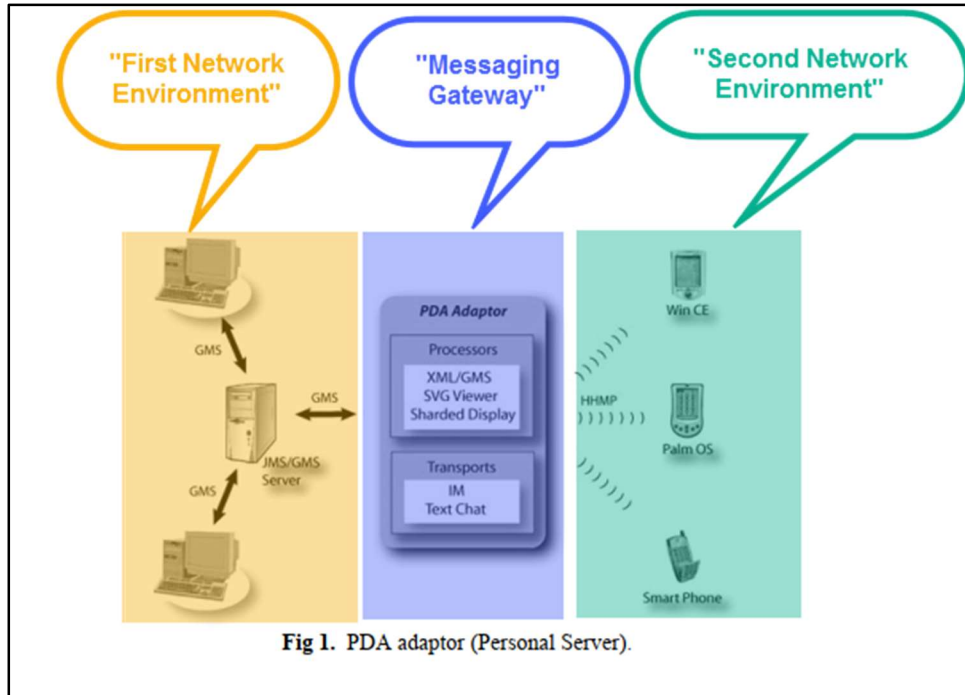 "First Network
Environment"
"Messaging
Gateway"
"Second Network
Environment"
GMS
JMS/GMS
Server
GMS
GMS
PDA Adaptor
Processors
XML/GMS
SVG Viewer
Sharded Display
Transports
IM
Text Chat
HHMP
Win CE
Palm OS
Smart Phone
Fig 1. PDA adaptor (Personal Server).